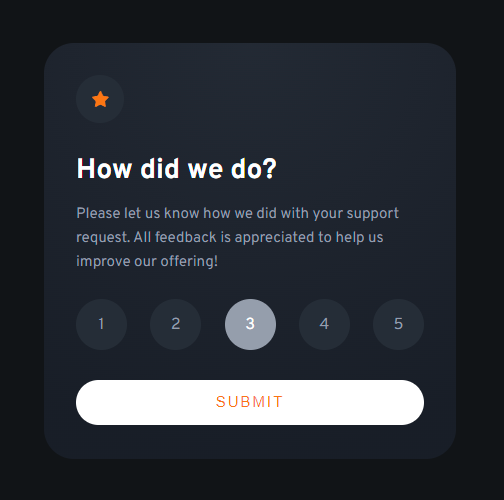 How did we do?
Please let us know how we did with your support
request. All feedback is appreciated to help us
improve our offering!
1 2 3 4 5
SUBMIT